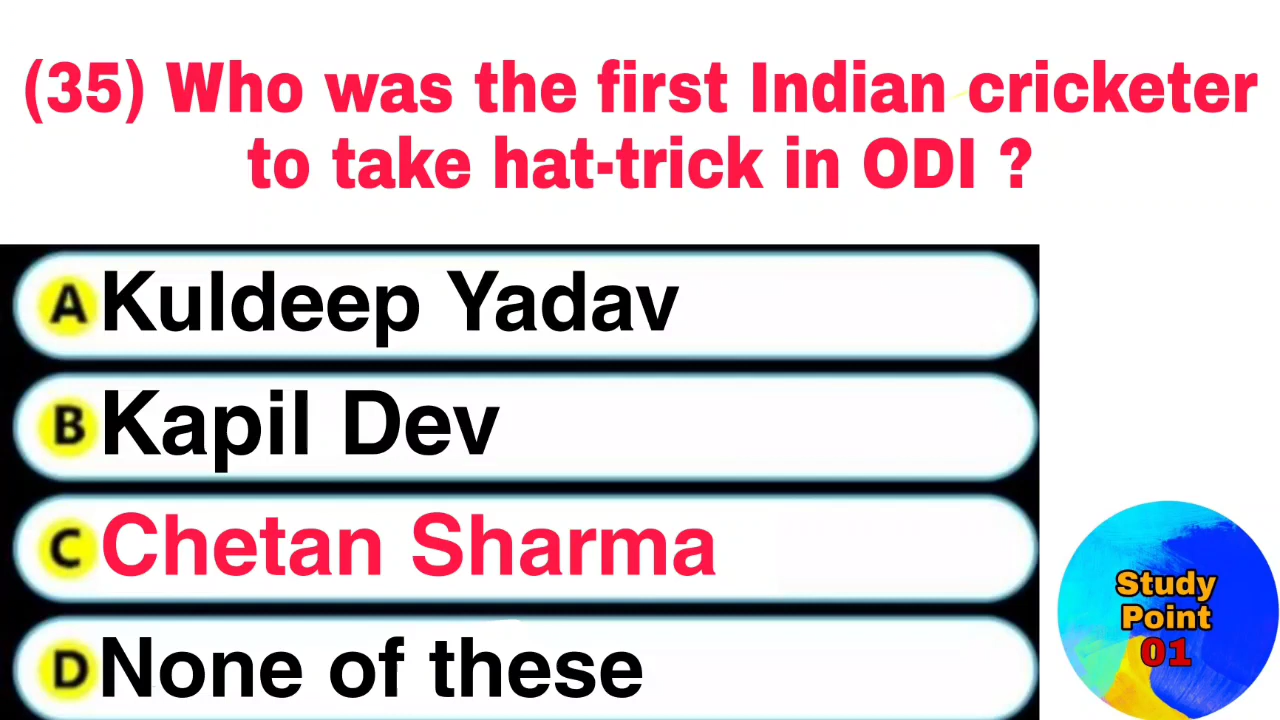 (35) Who was the first Indian cricketer
to take hat-trick in ODI ?
A Kuldeep Yadav
B Kapil Dev
C Chetan Sharma
D None of these
Study
Point
01